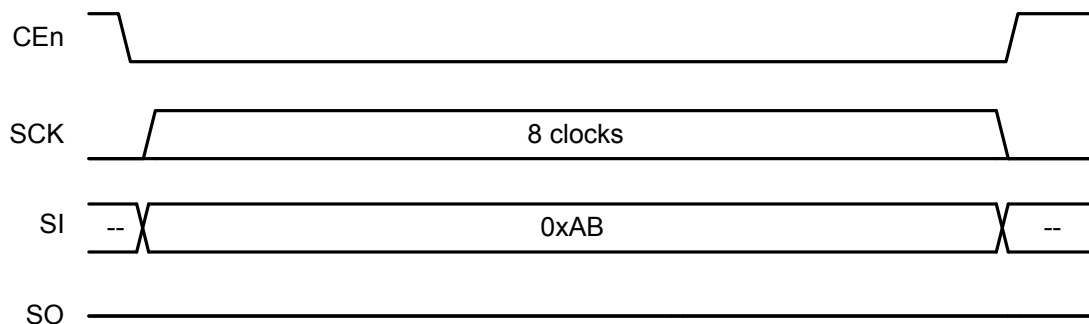 CEn
SCK 8 clocks
SI -- 0xAB --
SO